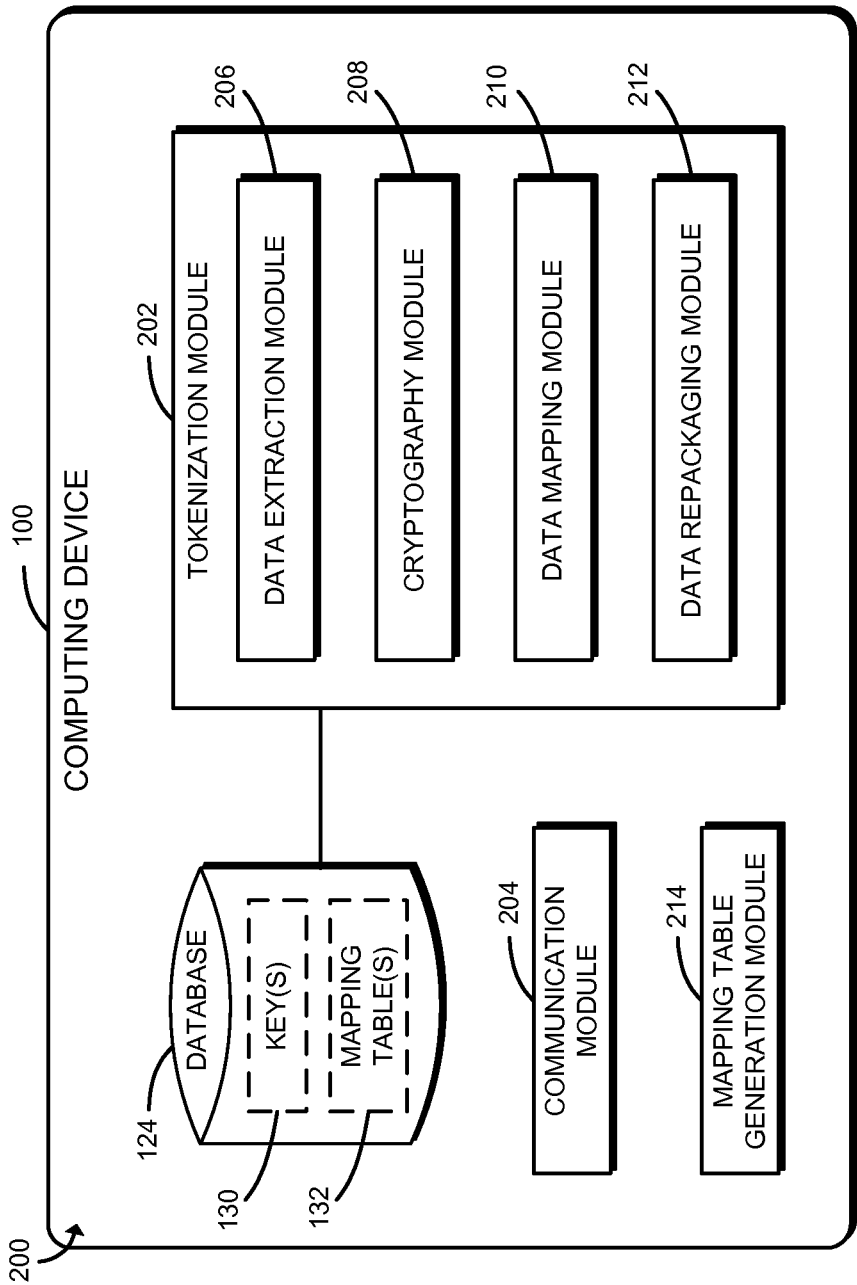 200
100
COMPUTING DEVICE
124
DATABASE
130
KEY(S)
132
MAPPING
TABLE(S)
202
TOKENIZATION MODULE
206
DATA EXTRACTION MODULE
208
CRYPTOGRAPHY MODULE
210
DATA MAPPING MODULE
212
DATA REPACKAGING MODULE
204
COMMUNICATION
MODULE
214
MAPPING TABLE
GENERATION MODULE